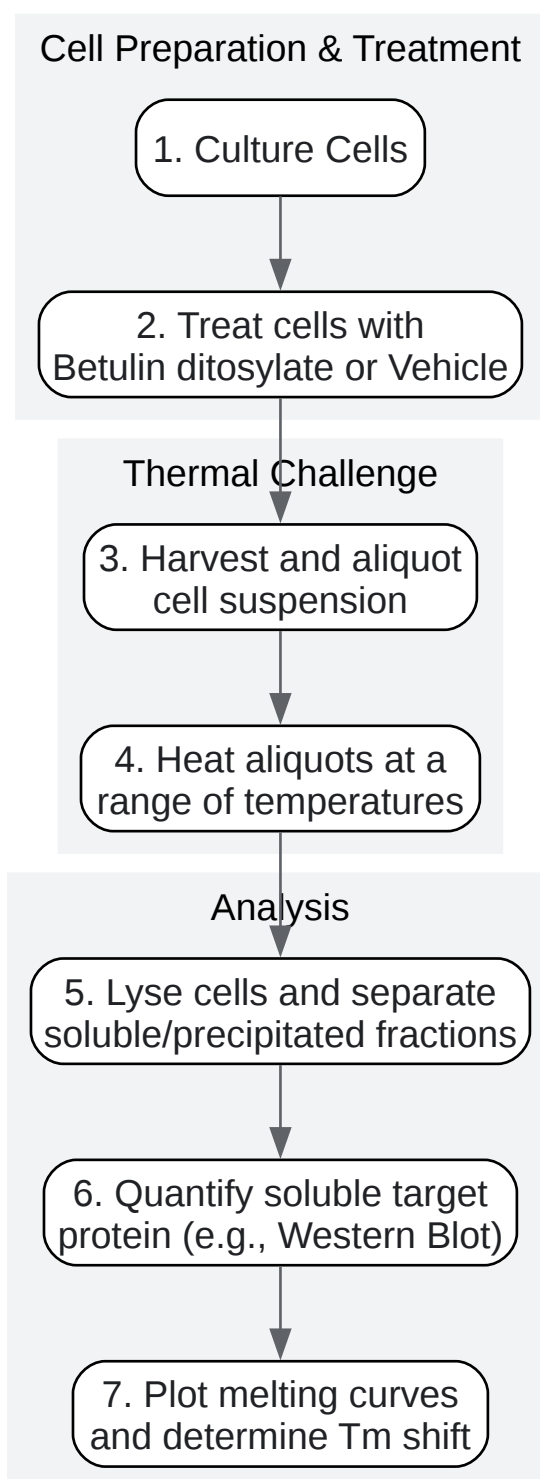 Cell Preparation & Treatment
1. Culture Cells
2. Treat cells with
Betulin ditosylate or Vehicle
Thermal Challenge
3. Harvest and aliquot
cell suspension
4. Heat aliquots at a
range of temperatures
Analysis
5. Lyse cells and separate
soluble/precipitated fractions
6. Quantify soluble target
protein (e.g., Western Blot)
7. Plot melting curves
and determine Tm shift